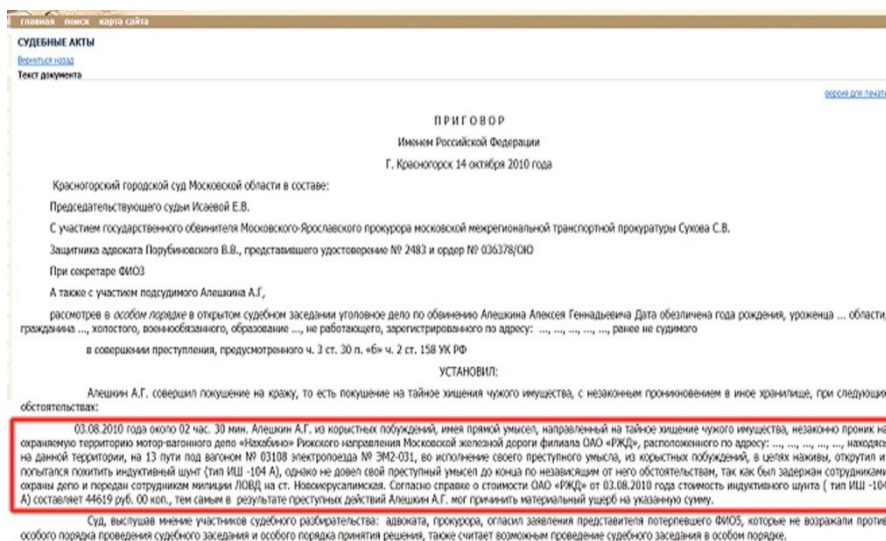 главная поиск карта сайта
СУДЕБНЫЕ АКТЫ
Вернуться назад
Текст документа
версия для печати
ПРИГОВОР
Именем Российской Федерации
Г. Красногорск 14 октября 2010 года
Красногорский городской суд Московской области в составе:
Председательствующего судьи Исаевой Е.В.
С участием государственного обвинителя Московского-Ярославского прокурора московской межрегиональной транспортной прокуратуры Сухова С.В.
Защитника адвоката Порубиновского В.В., представившего удостоверение № 2483 и ордер № 036378/ОЮ
При секретаре ФИО3
А также с участием подсудимого Алешкина А.Г,
рассмотрев в особом порядке в открытом судебном заседании уголовное дело по обвинению Алешкина Алексея Геннадьевича Дата обезличена года рождения, уроженца ... области,
гражданина ..., холостого, военнообязанного, образование ..., не работающего, зарегистрированного по адресу: ..., ..., ..., ..., ..., ранее не судимого
в совершении преступления, предусмотренного ч. 3 ст. 30 п. «б» ч. 2 ст. 158 УК РФ
УСТАНОВИЛ:
Алешкин А.Г. совершил покушение на кражу, то есть покушение на тайное хищения чужого имущества, с незаконным проникновением в иное хранилище, при следующих
обстоятельствах:
03.08.2010 года около 02 час. 30 мин. Алешкин А.Г. из корыстных побуждений, имея прямой умысел, направленный на тайное хищение чужого имущества, незаконно проник на
охраняемую территорию мотор-вагонного депо «Нахабино» Рижского направления Московской железной дороги филиала ОАО «РЖД», расположенного по адресу: ..., ..., ..., ..., ..., находясь
на данной территории, на 13 пути под вагоном № 03108 электропоезда № ЭМ2-031, во исполнение своего преступного умысла, из корыстных побуждений, в целях наживы, открутил и
попытался похитить индуктивный шунт (тип ИШ -104 А), однако не довел свой преступный умысел до конца по независящим от него обстоятельствам, так как был задержан сотрудниками
охраны депо и передан сотрудникам милиции ЛОВД на ст. Новоиерусалимская. Согласно справке о стоимости ОАО «РЖД» от 03.08.2010 года стоимость индуктивного шунта ( тип ИШ -104
А) составляет 44619 руб. 00 коп., тем самым в результате преступных действий Алешкин А.Г. мог причинить материальный ущерб на указанную сумму.
Суд, выслушав мнение участников судебного разбирательства: адвоката, прокурора, огласил заявления представителя потерпевшего ФИО5, которые не возражали против
особого порядка проведения судебного заседания и особого порядка принятия решения, также считает возможным проведение судебного заседания в особом порядке.